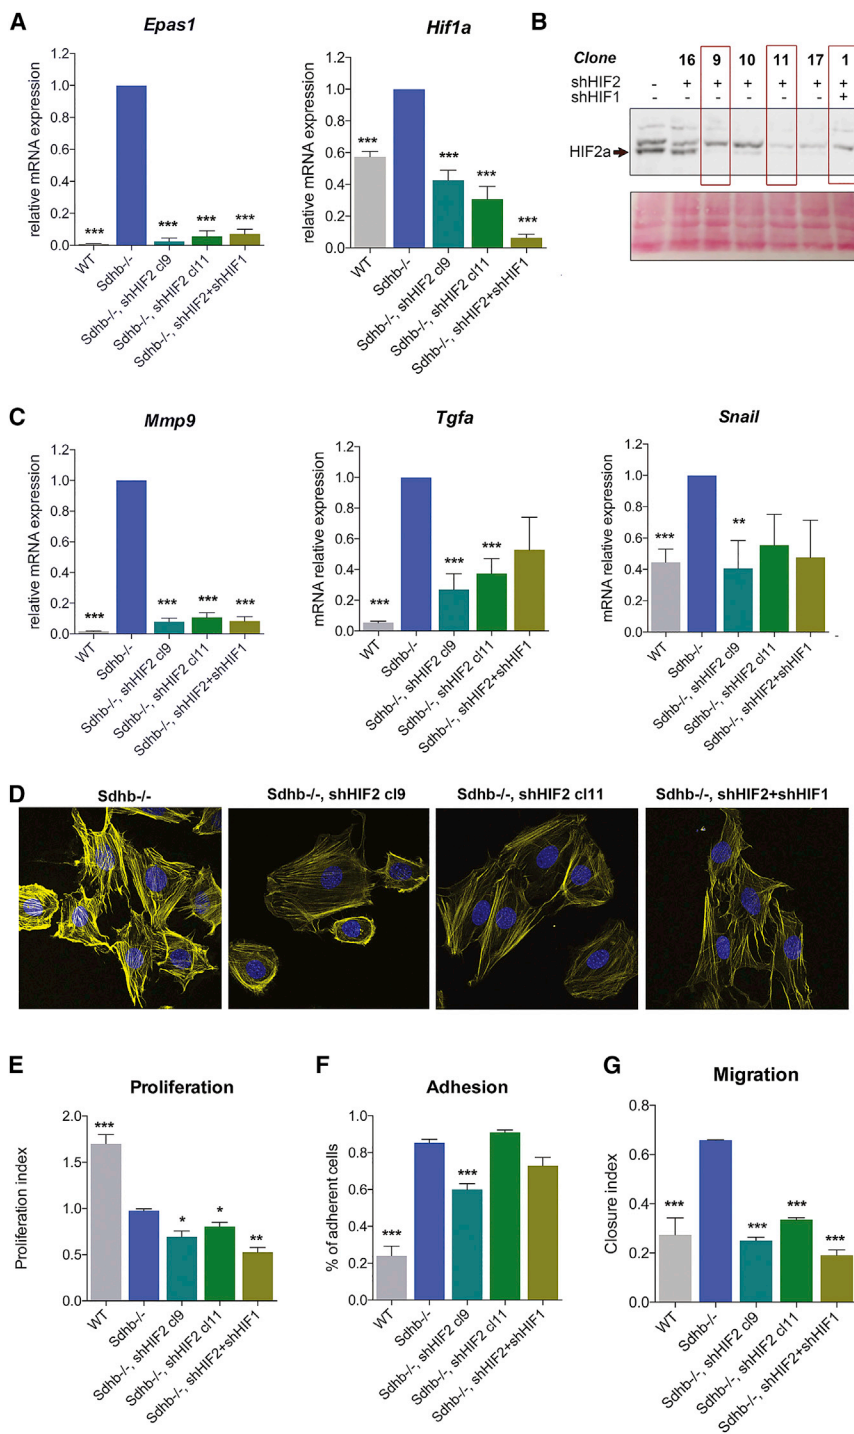 A
Epas1
relative mRNA expression
1.2
1.0
0.8
0.6
0.4
0.2
0.0
***
***
***
***
WT
Sdhb-/-
Sdhb-/-, shHIF2 cl9
Sdhb-/-, shHIF2 cl11
Sdhb-/-, shHIF2+shHIF1
Hif1a
relative mRNA expression
1.2
1.0
0.8
0.6
0.4
0.2
0.0
***
***
***
***
WT
Sdhb-/-
Sdhb-/-, shHIF2 cl9
Sdhb-/-, shHIF2 cl11
Sdhb-/-, shHIF2+shHIF1
B
Clone 16 9 10 11 17 1
shHIF2 - + + + + + +
shHIF1 - - - - - - +
HIF2a
C
Mmp9
relative mRNA expression
1.2
1.0
0.8
0.6
0.4
0.2
0.0
***
***
***
***
WT
Sdhb-/-
Sdhb-/-, shHIF2 cl9
Sdhb-/-, shHIF2 cl11
Sdhb-/-, shHIF2+shHIF1
Tgfa
mRNA relative expression
1.2
1.0
0.8
0.6
0.4
0.2
0.0
***
***
***
WT
Sdhb-/-
Sdhb-/-, shHIF2 cl9
Sdhb-/-, shHIF2 cl11
Sdhb-/-, shHIF2+shHIF1
Snail
mRNA relative expression
1.2
1.0
0.8
0.6
0.4
0.2
0.0
***
**
WT
Sdhb-/-
Sdhb-/-, shHIF2 cl9
Sdhb-/-, shHIF2 cl11
Sdhb-/-, shHIF2+shHIF1
D
Sdhb-/-
Sdhb-/-, shHIF2 cl9
Sdhb-/-, shHIF2 cl11
Sdhb-/-, shHIF2+shHIF1
E
Proliferation
Proliferation index
2.0
1.5
1.0
0.5
0.0
***
*
*
**
WT
Sdhb-/-
Sdhb-/-, shHIF2 cl9
Sdhb-/-, shHIF2 cl11
Sdhb-/-, shHIF2+shHIF1
F
Adhesion
% of adherent cells
1.0
0.8
0.6
0.4
0.2
0.0
***
***
WT
Sdhb-/-
Sdhb-/-, shHIF2 cl9
Sdhb-/-, shHIF2 cl11
Sdhb-/-, shHIF2+shHIF1
G
Migration
Closure index
0.8
0.6
0.4
0.2
0.0
***
***
***
***
WT
Sdhb-/-
Sdhb-/-, shHIF2 cl9
Sdhb-/-, shHIF2 cl11
Sdhb-/-, shHIF2+shHIF1